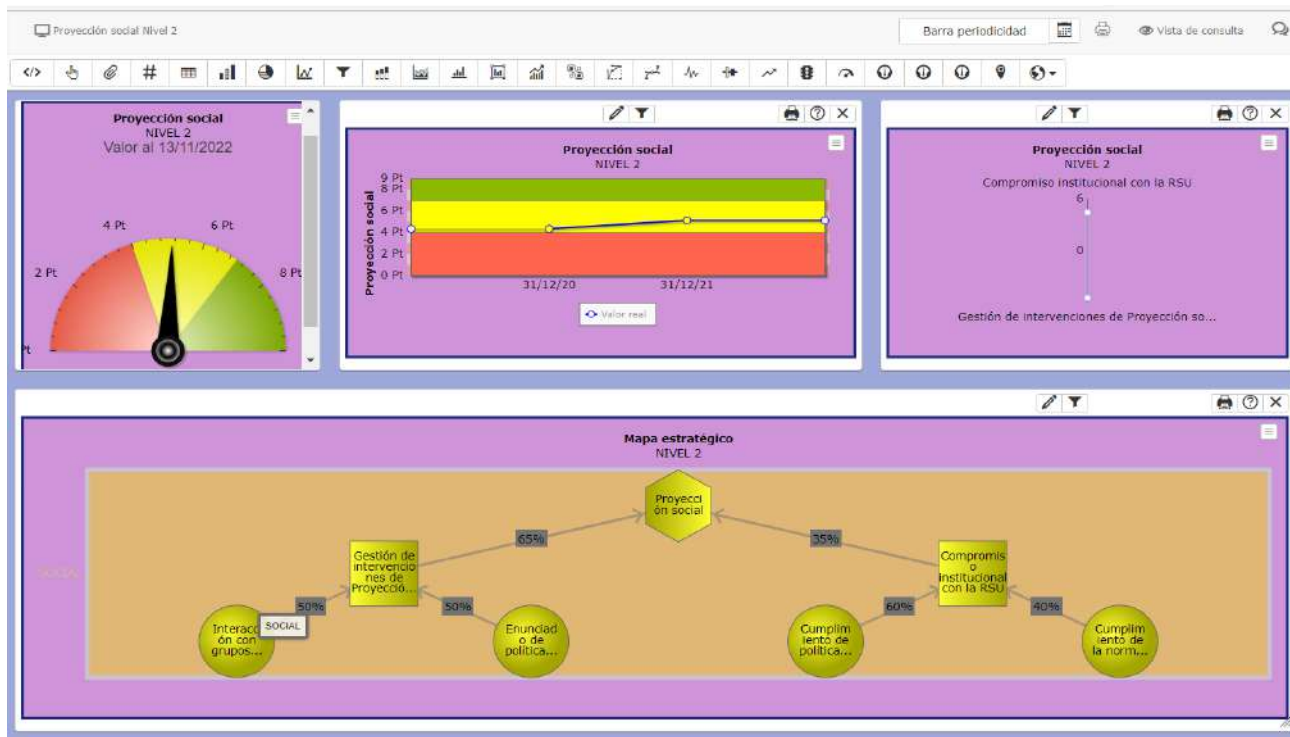 Proyección social Nivel 2
Barra periodicidad
Vista de consulta
</>
#
Proyección social
NIVEL 2
Valor al 13/11/2022
4 Pt
6 Pt
2 Pt
8 Pt
Pt
Proyección social
NIVEL 2
Proyección social
9 Pt
8 Pt
6 Pt
4 Pt
2 Pt
0 Pt
31/12/20
31/12/21
Valor real
Proyección social
NIVEL 2
Compromiso institucional con la RSU
6
0
Gestión de intervenciones de Proyección so...
Mapa estratégico
NIVEL 2
SOCIAL
Proyecci
ón social
65%
35%
Gestión de
intervencio
nes de
Proyecció...
Compromis
o
institucional
con la RSU
50%
50%
60%
40%
Interacci
ón con
grupos...
SOCIAL
Enunciad
o de
política...
Cumplim
iento de
política...
Cumplim
iento de
la norm...